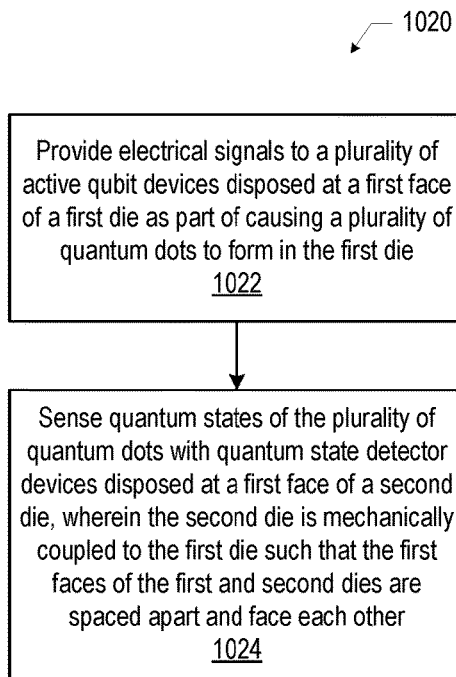 1020
Provide electrical signals to a plurality of
active qubit devices disposed at a first face
of a first die as part of causing a plurality of
quantum dots to form in the first die
1022
Sense quantum states of the plurality of
quantum dots with quantum state detector
devices disposed at a first face of a second
die, wherein the second die is mechanically
coupled to the first die such that the first
faces of the first and second dies are
spaced apart and face each other
1024